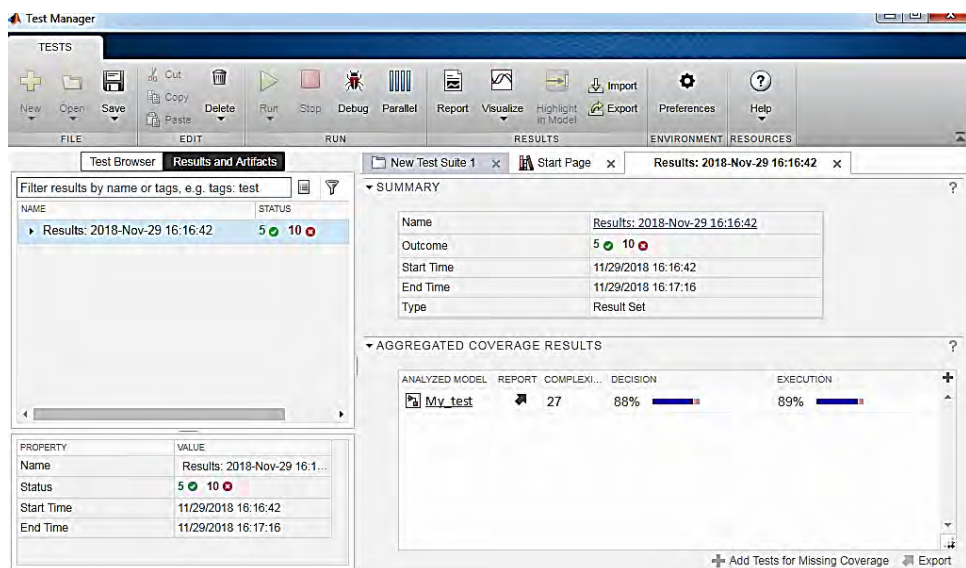 Test Manager
TESTS
New
Open
Save
Cut
Copy
Paste
Delete
Run
Stop
Debug
Parallel
Report
Visualize
Highlight in Model
Import
Export
Preferences
Help
FILE
EDIT
RUN
RESULTS
ENVIRONMENT
RESOURCES
Test Browser
Results and Artifacts
Filter results by name or tags, e.g. tags: test
NAME STATUS
Results: 2018-Nov-29 16:16:42 5 10
PROPERTY VALUE
Name Results: 2018-Nov-29 16:1...
Status 5 10
Start Time 11/29/2018 16:16:42
End Time 11/29/2018 16:17:16
New Test Suite 1 x
Start Page x
Results: 2018-Nov-29 16:16:42 x
SUMMARY ?
Name Results: 2018-Nov-29 16:16:42
Outcome 5 10
Start Time 11/29/2018 16:16:42
End Time 11/29/2018 16:17:16
Type Result Set
AGGREGATED COVERAGE RESULTS ?
ANALYZED MODEL REPORT COMPLEXI... DECISION EXECUTION
My_test 27 88% 89%
Add Tests for Missing Coverage Export